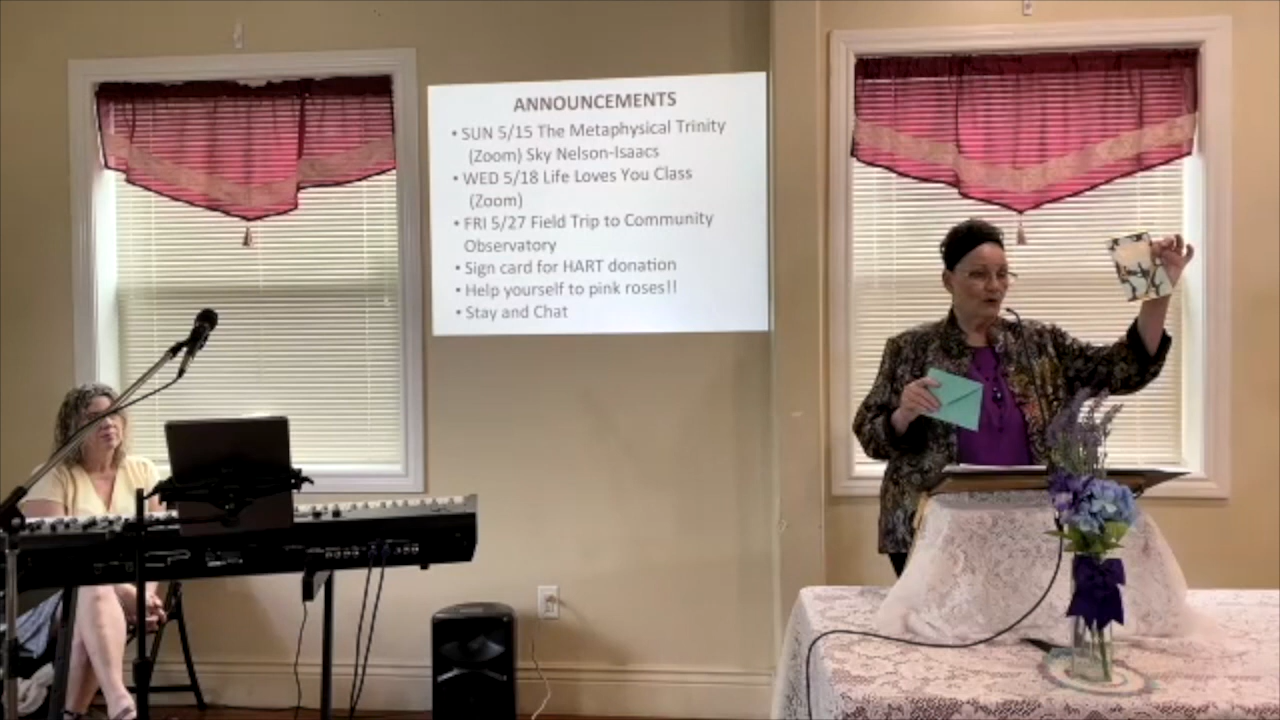 ANNOUNCEMENTS
• SUN 5/15 The Metaphysical Trinity
(Zoom) Sky Nelson-Isaacs
• WED 5/18 Life Loves You Class
(Zoom)
• FRI 5/27 Field Trip to Community
Observatory
• Sign card for HART donation
• Help yourself to pink roses!!
• Stay and Chat